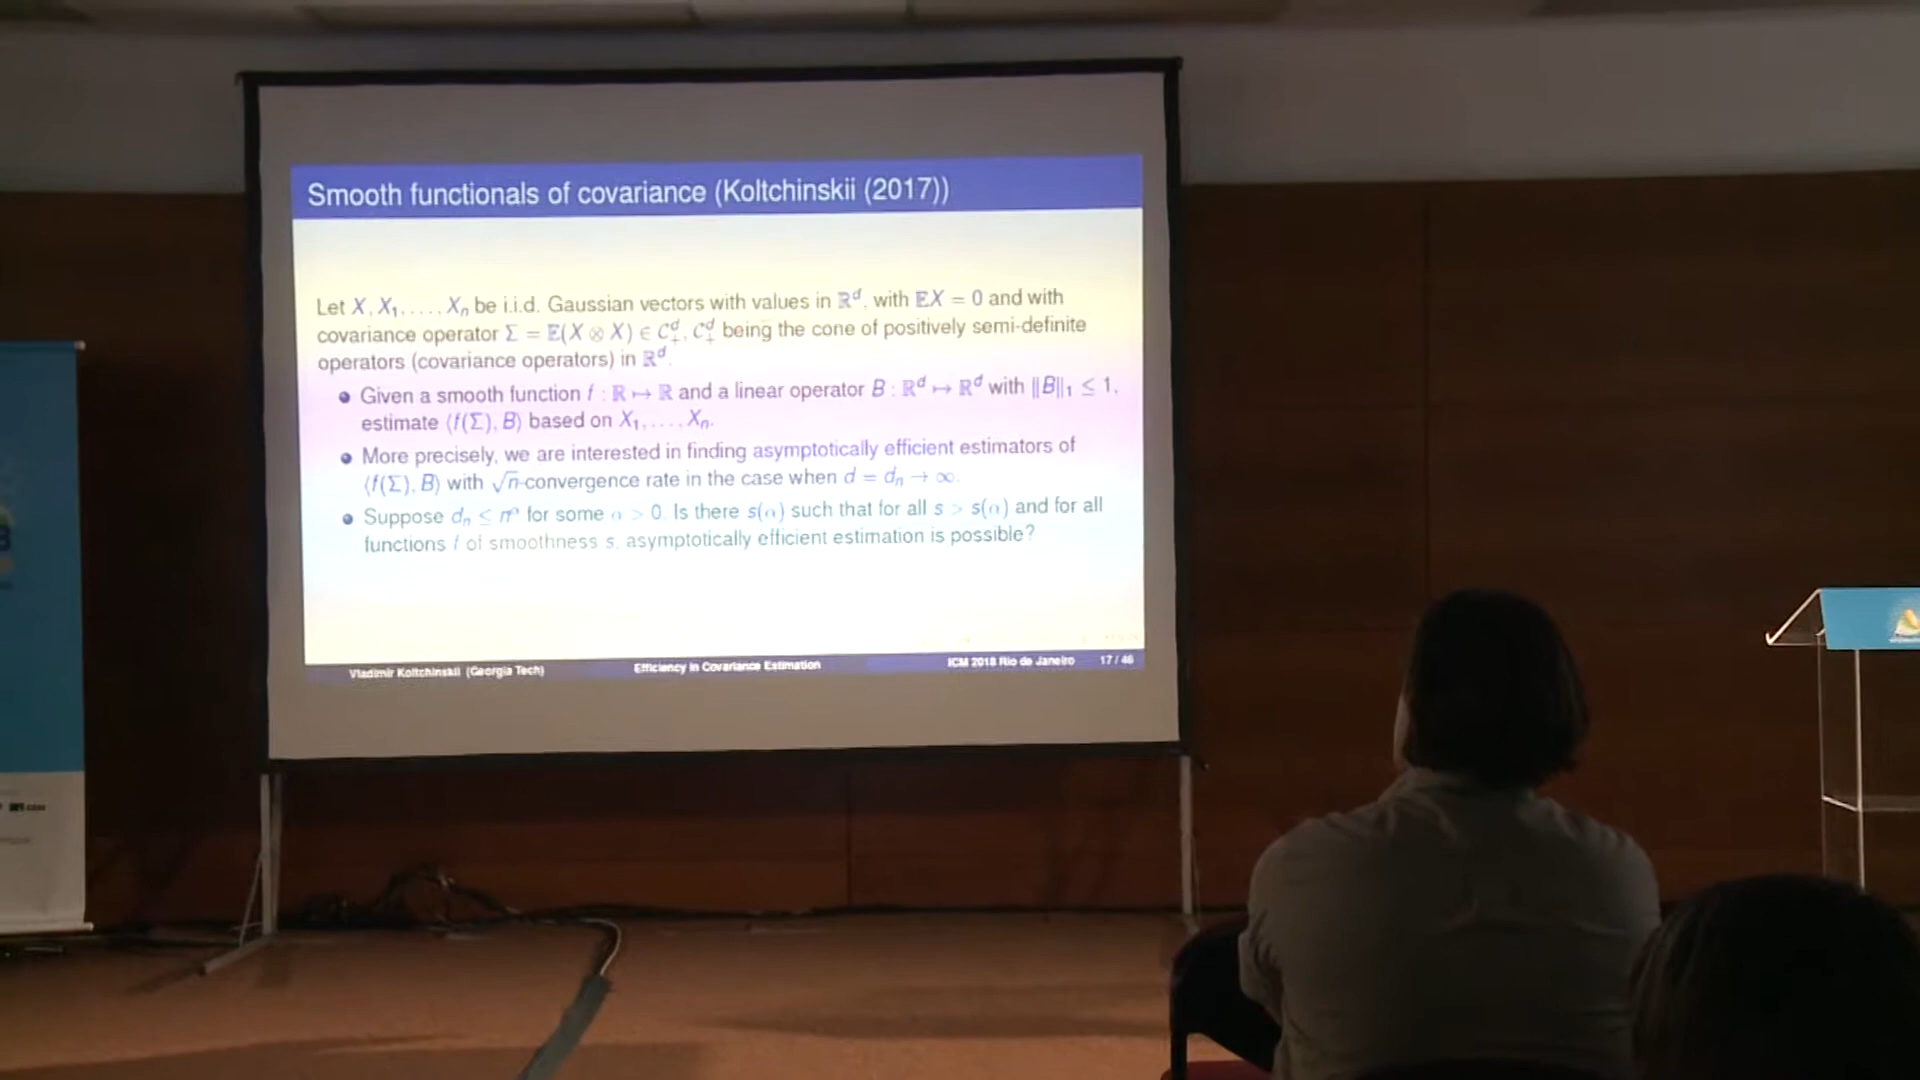 Smooth functionals of covariance (Koltchinskii (2017))
Let X, X₁, . . . , Xₙ be i.i.d. Gaussian vectors with values in ℝᵈ, with 𝔼X = 0 and with
covariance operator Σ = 𝔼(X ⊗ X) ∈ C₊ᵈ, C₊ᵈ being the cone of positively semi-definite
operators (covariance operators) in ℝᵈ.
Given a smooth function f : ℝ ↦ ℝ and a linear operator B : ℝᵈ ↦ ℝᵈ with ‖B‖₁ ≤ 1,
estimate ⟨f(Σ), B⟩ based on X₁, . . . , Xₙ.
More precisely, we are interested in finding asymptotically efficient estimators of
⟨f(Σ), B⟩ with √n-convergence rate in the case when d = dₙ → ∞.
Suppose dₙ ≤ n^α for some α > 0. Is there s(α) such that for all s > s(α) and for all
functions f of smoothness s, asymptotically efficient estimation is possible?
Vladimir Koltchinskii (Georgia Tech) Efficiency in Covariance Estimation ICM 2018 Rio de Janeiro 17 / 46